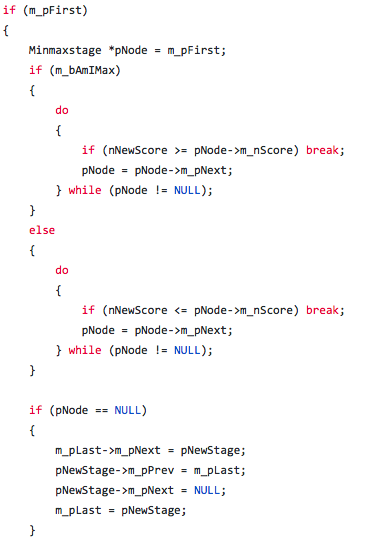 if (m_pFirst)
{
    Minmaxstage *pNode = m_pFirst;
    if (m_bAmIMax)
    {
        do
        {
            if (nNewScore >= pNode->m_nScore) break;
            pNode = pNode->m_pNext;
        } while (pNode != NULL);
    }
    else
    {
        do
        {
            if (nNewScore <= pNode->m_nScore) break;
            pNode = pNode->m_pNext;
        } while (pNode != NULL);
    }

    if (pNode == NULL)
    {
        m_pLast->m_pNext = pNewStage;
        pNewStage->m_pPrev = m_pLast;
        pNewStage->m_pNext = NULL;
        m_pLast = pNewStage;
    }